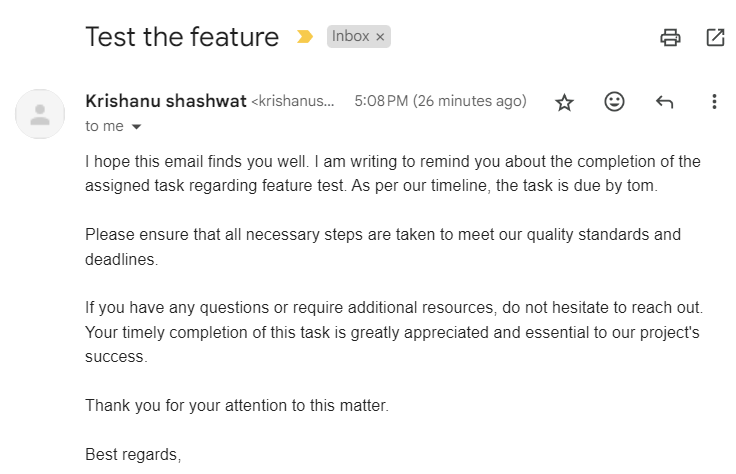 Test the feature
Inbox ×
Krishanu shashwat <krishanus... 5:08 PM (26 minutes ago)
to me
I hope this email finds you well. I am writing to remind you about the completion of the
assigned task regarding feature test. As per our timeline, the task is due by tom.
Please ensure that all necessary steps are taken to meet our quality standards and
deadlines.
If you have any questions or require additional resources, do not hesitate to reach out.
Your timely completion of this task is greatly appreciated and essential to our project's
success.
Thank you for your attention to this matter.
Best regards,